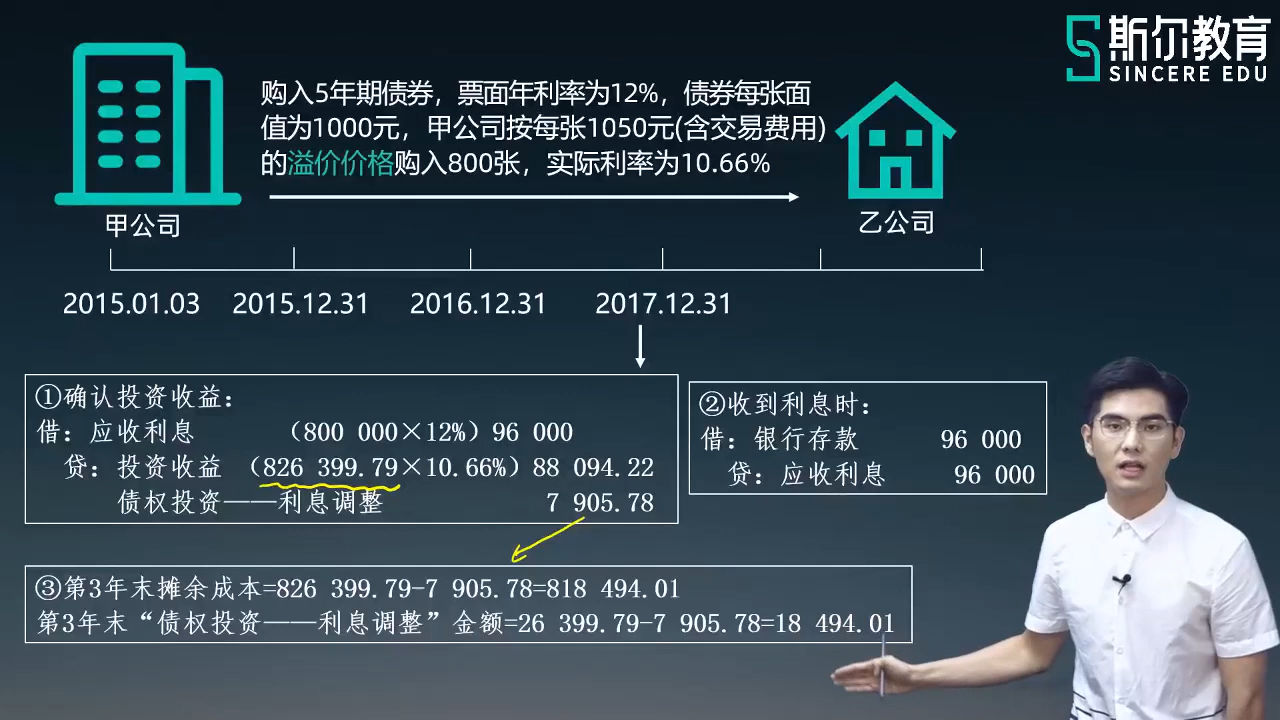 斯尔教育
SINCERE EDU
购入5年期债券，票面年利率为12%，债券每张面
值为1000元，甲公司按每张1050元(含交易费用)
的溢价价格购入800张，实际利率为10.66%
甲公司
乙公司
2015.01.03
2015.12.31
2016.12.31
2017.12.31
①确认投资收益：
借：应收利息 （800 000×12%）96 000
贷：投资收益 （826 399.79×10.66%）88 094.22
债权投资——利息调整 7 905.78
②收到利息时：
借：银行存款 96 000
贷：应收利息 96 000
③第3年末摊余成本=826 399.79-7 905.78=818 494.01
第3年末“债权投资——利息调整”金额=26 399.79-7 905.78=18 494.01